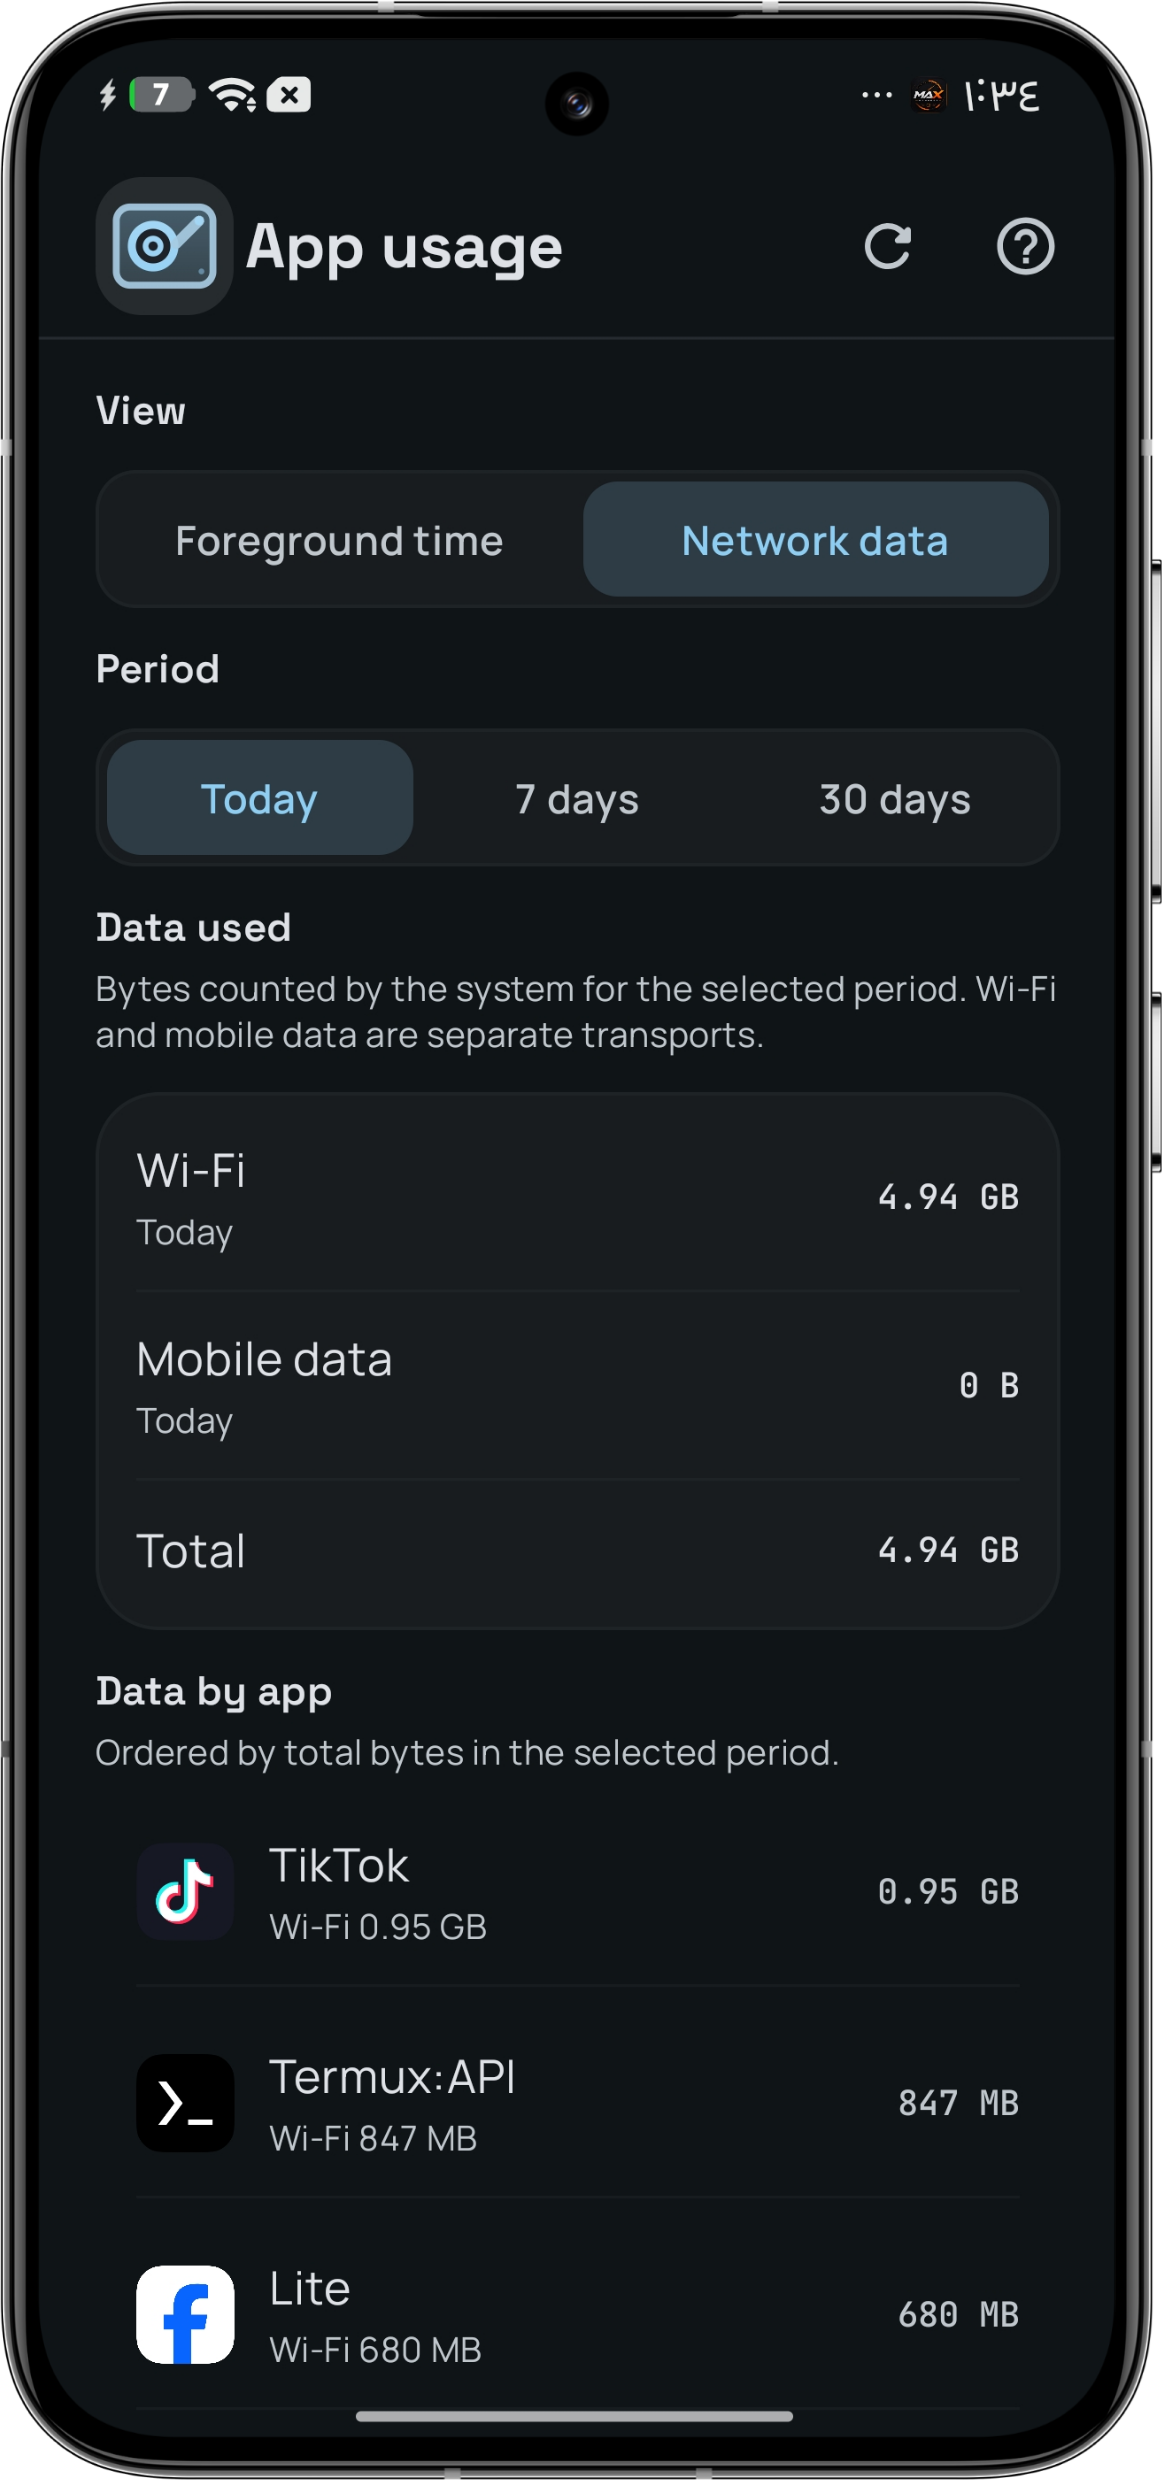 7
MAX
١:٣٤
App usage
View
Foreground time
Network data
Period
Today
7 days
30 days
Data used
Bytes counted by the system for the selected period. Wi-Fi
and mobile data are separate transports.
Wi-Fi
4.94 GB
Today
Mobile data
0 B
Today
Total
4.94 GB
Data by app
Ordered by total bytes in the selected period.
TikTok
Wi-Fi 0.95 GB
0.95 GB
Termux:API
Wi-Fi 847 MB
847 MB
Lite
Wi-Fi 680 MB
680 MB